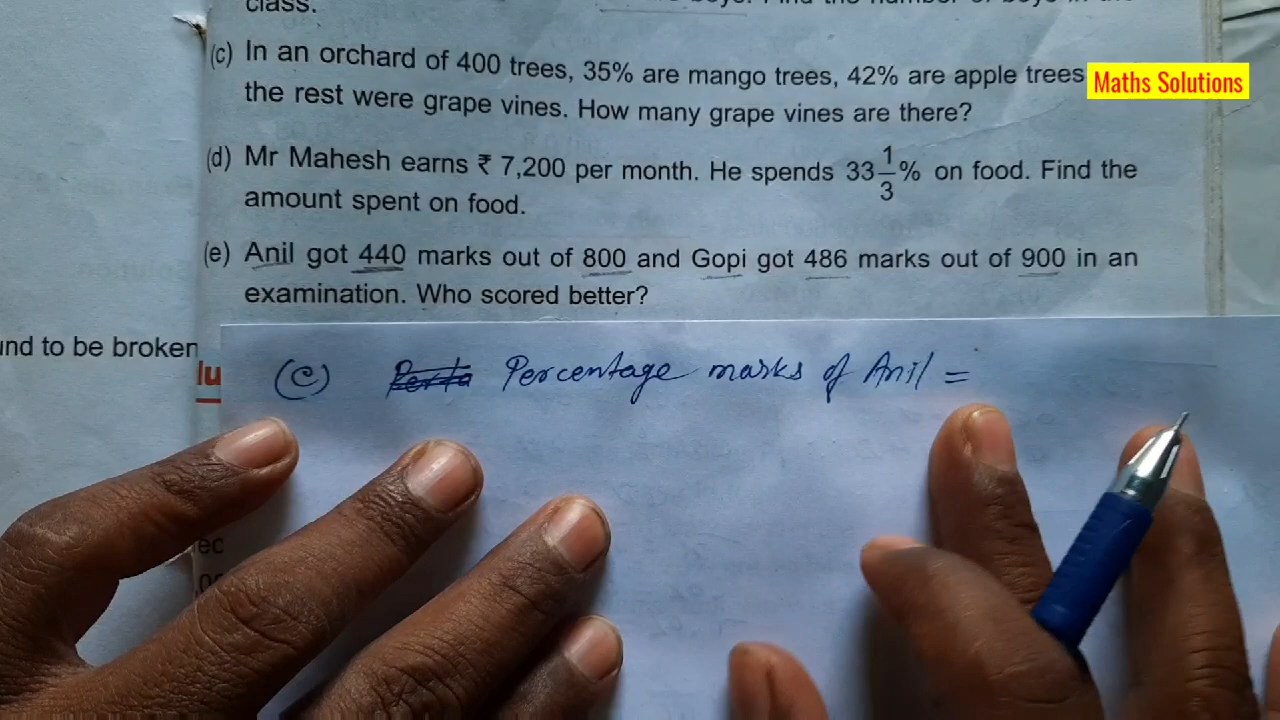 class.
(c) In an orchard of 400 trees, 35% are mango trees, 42% are apple trees
the rest were grape vines. How many grape vines are there?
Maths Solutions
(d) Mr Mahesh earns ₹ 7,200 per month. He spends 33 1/3% on food. Find the
amount spent on food.
(e) Anil got 440 marks out of 800 and Gopi got 486 marks out of 900 in an
examination. Who scored better?
und to be broken
lu
(e) Percentage marks of Anil =